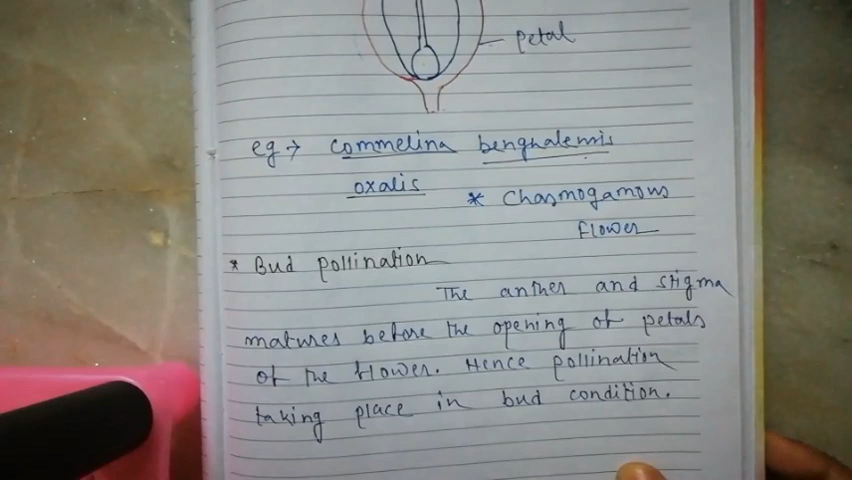 Petal
eg → Commelina benghalensis
oxalis
* Chasmogamous
flower
* Bud pollination
The anther and stigma
matures before the opening of petals
of the flower. Hence pollination
taking place in bud condition.